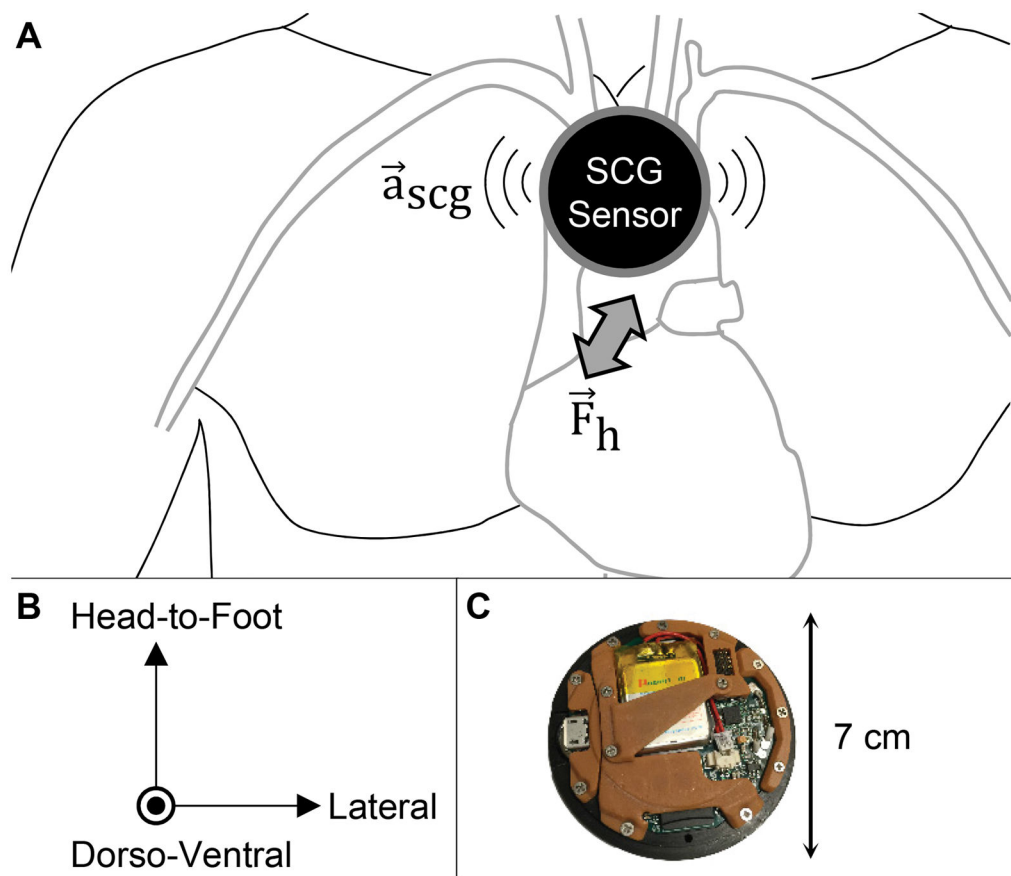 A
SCG
Sensor
a⃗scg
F⃗h
B
Head-to-Foot
Lateral
Dorso-Ventral
C
7 cm